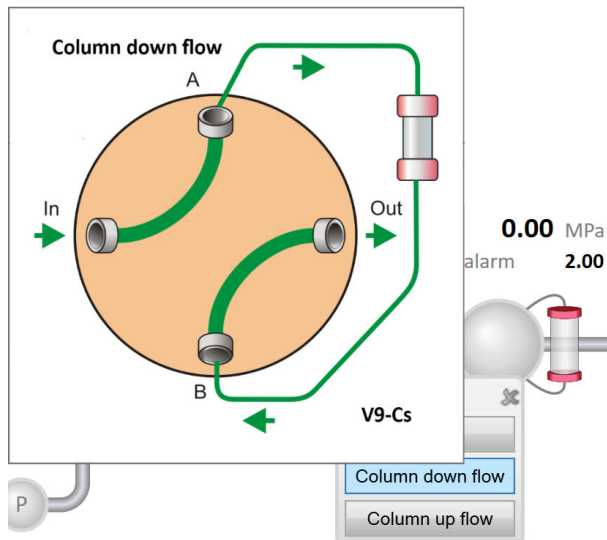 Column down flow
A
In
Out
B
V9-Cs
0.00 MPa
alarm 2.00
Column down flow
Column up flow
P